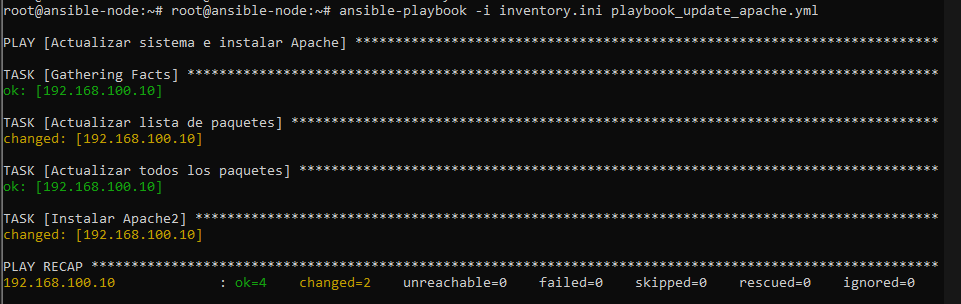 root@ansible-node:~# root@ansible-node:~# ansible-playbook -i inventory.ini playbook_update_apache.yml
PLAY [Actualizar sistema e instalar Apache] *************************************************************************
TASK [Gathering Facts] **********************************************************************************************
ok: [192.168.100.10]
TASK [Actualizar lista de paquetes] *********************************************************************************
changed: [192.168.100.10]
TASK [Actualizar todos los paquetes] ********************************************************************************
ok: [192.168.100.10]
TASK [Instalar Apache2] *********************************************************************************************
changed: [192.168.100.10]
PLAY RECAP **********************************************************************************************************
192.168.100.10             : ok=4    changed=2    unreachable=0    failed=0    skipped=0    rescued=0    ignored=0